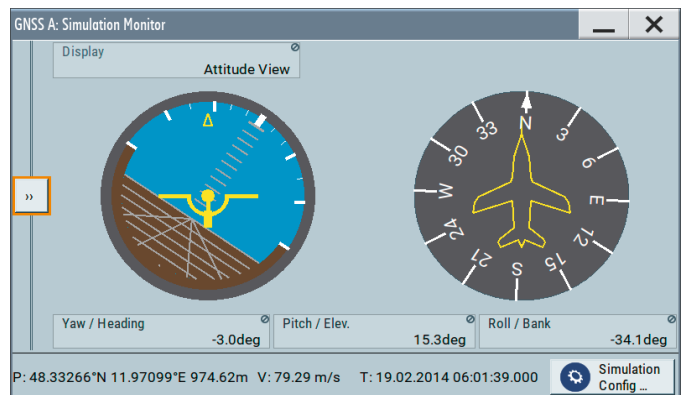 GNSS A: Simulation Monitor
Display
Attitude View
N
3
6
E
12
15
S
21
24
W
30
33
Yaw / Heading
-3.0deg
Pitch / Elev.
15.3deg
Roll / Bank
-34.1deg
P: 48.33266°N 11.97099°E 974.62m V: 79.29 m/s T: 19.02.2014 06:01:39.000
Simulation
Config ...